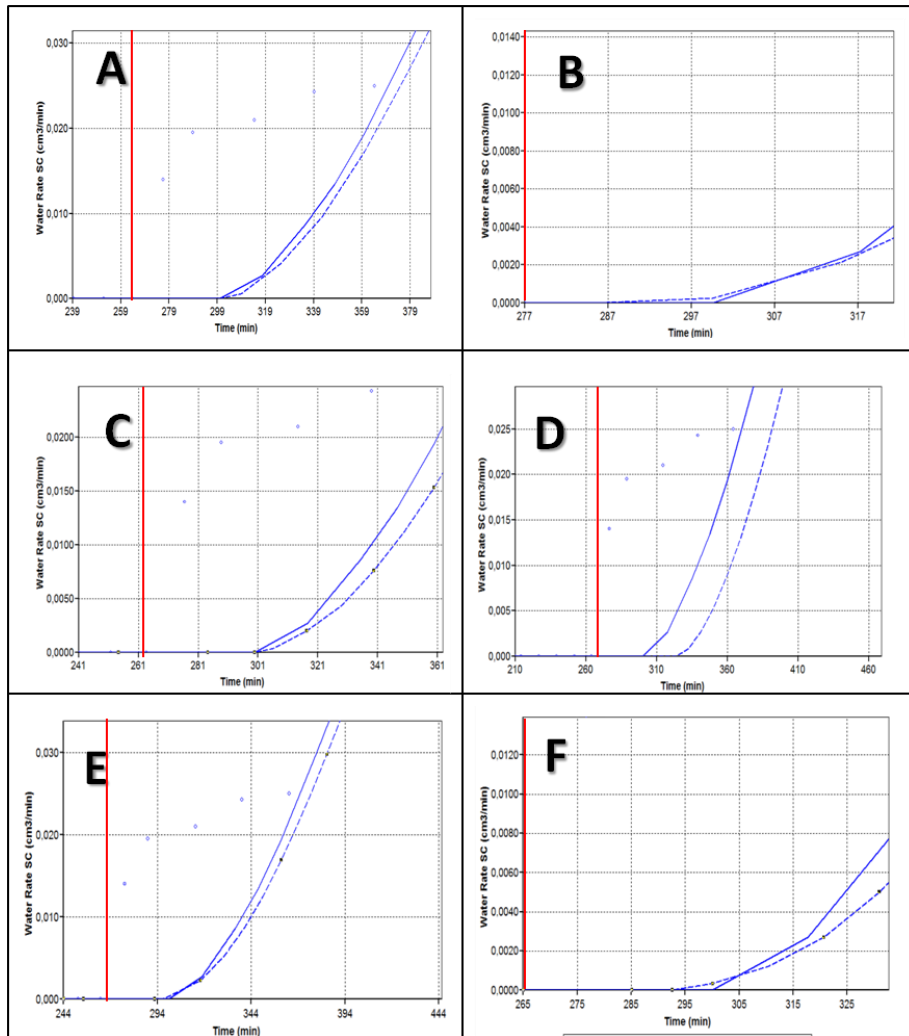 A
Water Rate SC (cm3/min)
0,030
0,020
0,010
0,000
239 259 279 299 319 339 359 379
Time (min)
B
Water Rate SC (cm3/min)
0,0140
0,0120
0,0100
0,0080
0,0060
0,0040
0,0020
0,0000
277 287 297 307 317
Time (min)
C
Water Rate SC (cm3/min)
0,0200
0,0150
0,0100
0,0050
0,0000
241 261 281 301 321 341 361
Time (min)
D
Water Rate SC (cm3/min)
0,025
0,020
0,015
0,010
0,005
0,000
210 260 310 360 410 460
Time (min)
E
Water Rate SC (cm3/min)
0,030
0,020
0,010
0,000
244 294 344 394 444
Time (min)
F
Water Rate SC (cm3/min)
0,0120
0,0100
0,0080
0,0060
0,0040
0,0020
0,0000
265 275 285 295 305 315 325
Time (min)